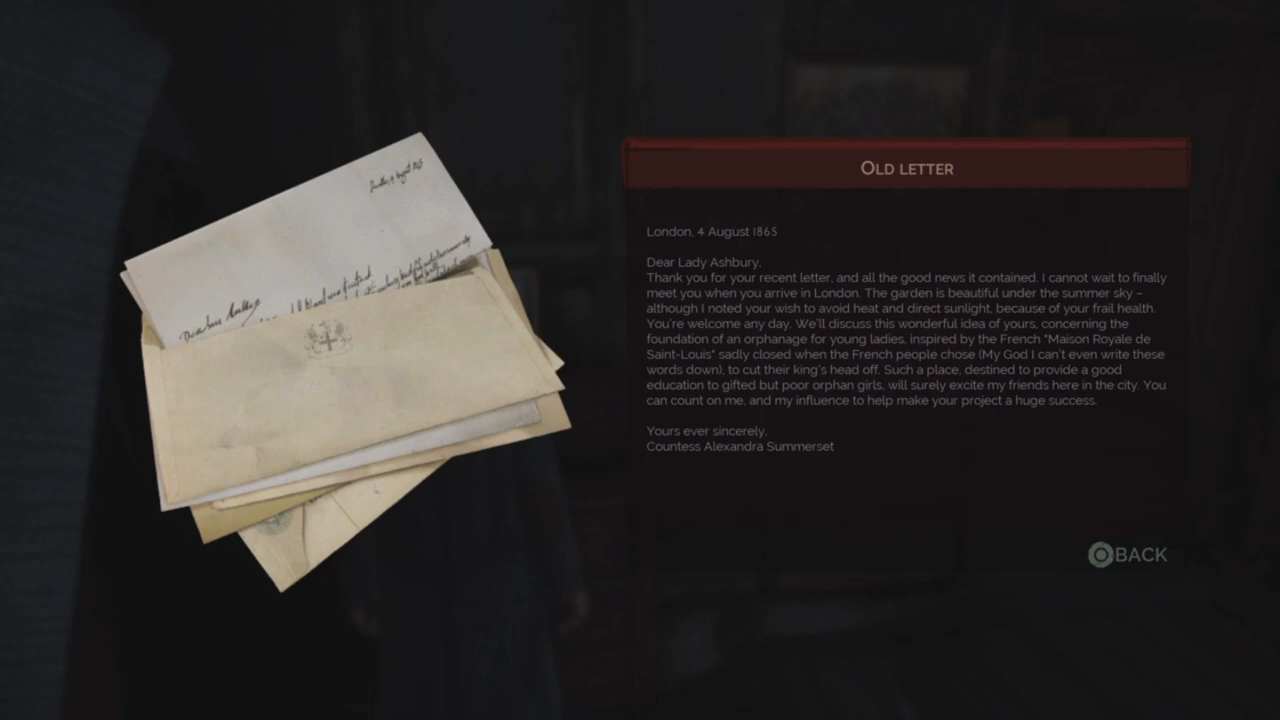 OLD LETTER
London, 4 August 1865
Dear Lady Ashbury,
Thank you for your recent letter, and all the good news it contained. I cannot wait to finally
meet you when you arrive in London. The garden is beautiful under the summer sky –
although I noted your wish to avoid heat and direct sunlight, because of your frail health.
You're welcome any day. We'll discuss this wonderful idea of yours, concerning the
foundation of an orphanage for young ladies, inspired by the French "Maison Royale de
Saint-Louis" sadly closed when the French people chose (My God I can't even write these
words down), to cut their king's head off. Such a place, destined to provide a good
education to gifted but poor orphan girls, will surely excite my friends here in the city. You
can count on me, and my influence to help make your project a huge success.
Yours ever sincerely,
Countess Alexandra Summerset
BACK